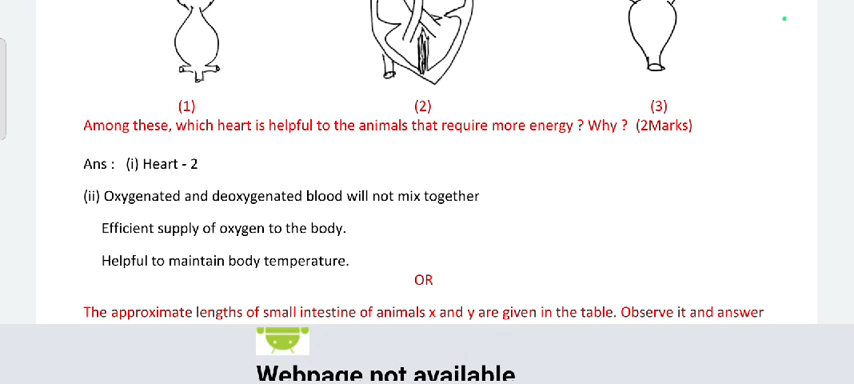 (1) (2) (3)
Among these, which heart is helpful to the animals that require more energy ? Why ? (2Marks)
Ans : (i) Heart - 2
(ii) Oxygenated and deoxygenated blood will not mix together
Efficient supply of oxygen to the body.
Helpful to maintain body temperature.
OR
The approximate lengths of small intestine of animals x and y are given in the table. Observe it and answer
Webpage not available